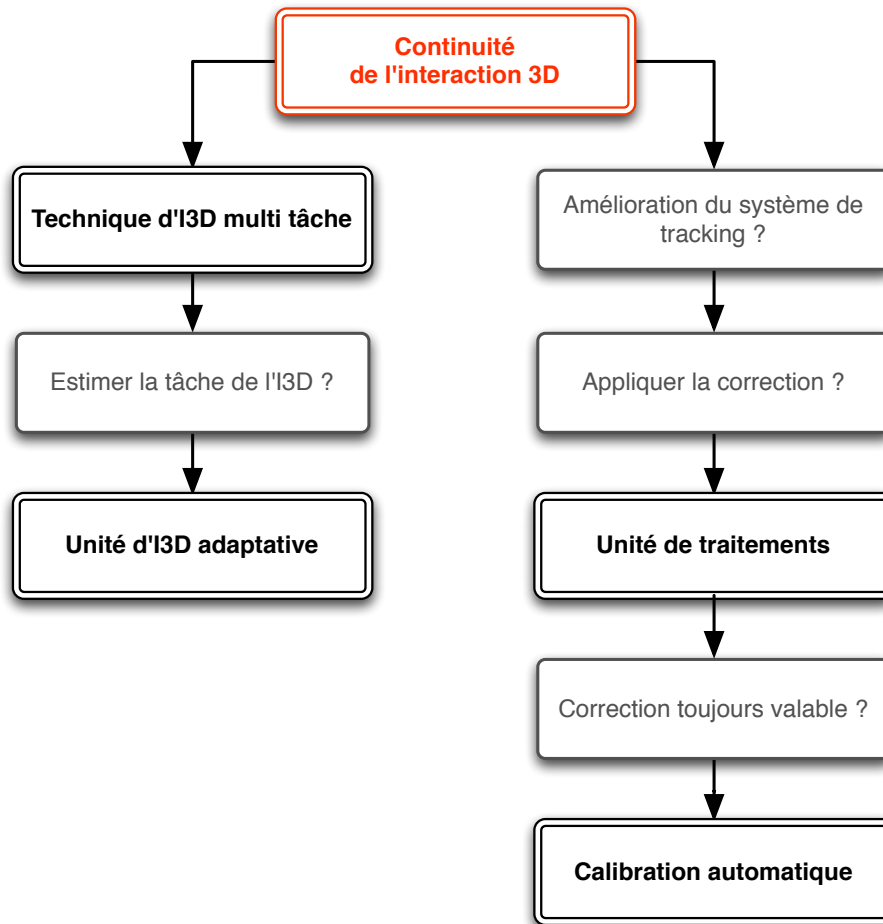 Continuité
de l'interaction 3D
Technique d'I3D multi tâche
Estimer la tâche de l'I3D ?
Unité d'I3D adaptative
Amélioration du système de
tracking ?
Appliquer la correction ?
Unité de traitements
Correction toujours valable ?
Calibration automatique